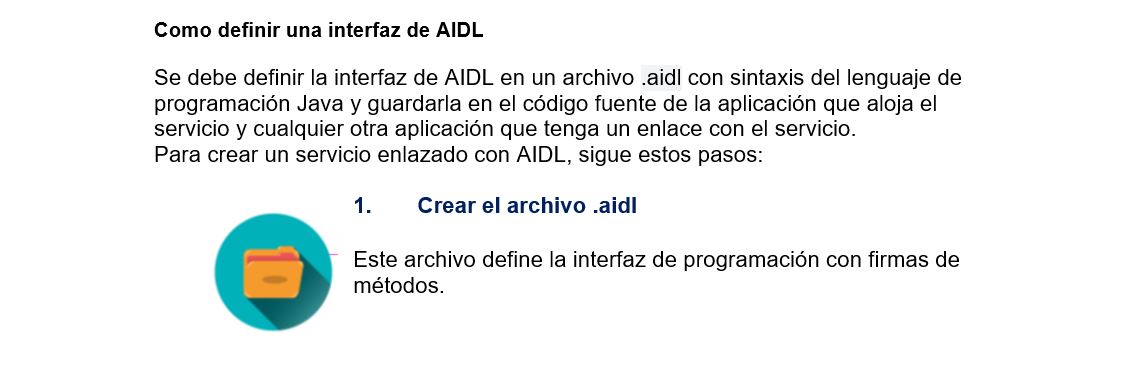 Como definir una interfaz de AIDL
Se debe definir la interfaz de AIDL en un archivo .aidl con sintaxis del lenguaje de
programación Java y guardarla en el código fuente de la aplicación que aloja el
servicio y cualquier otra aplicación que tenga un enlace con el servicio.
Para crear un servicio enlazado con AIDL, sigue estos pasos:
1. Crear el archivo .aidl
Este archivo define la interfaz de programación con firmas de
métodos.